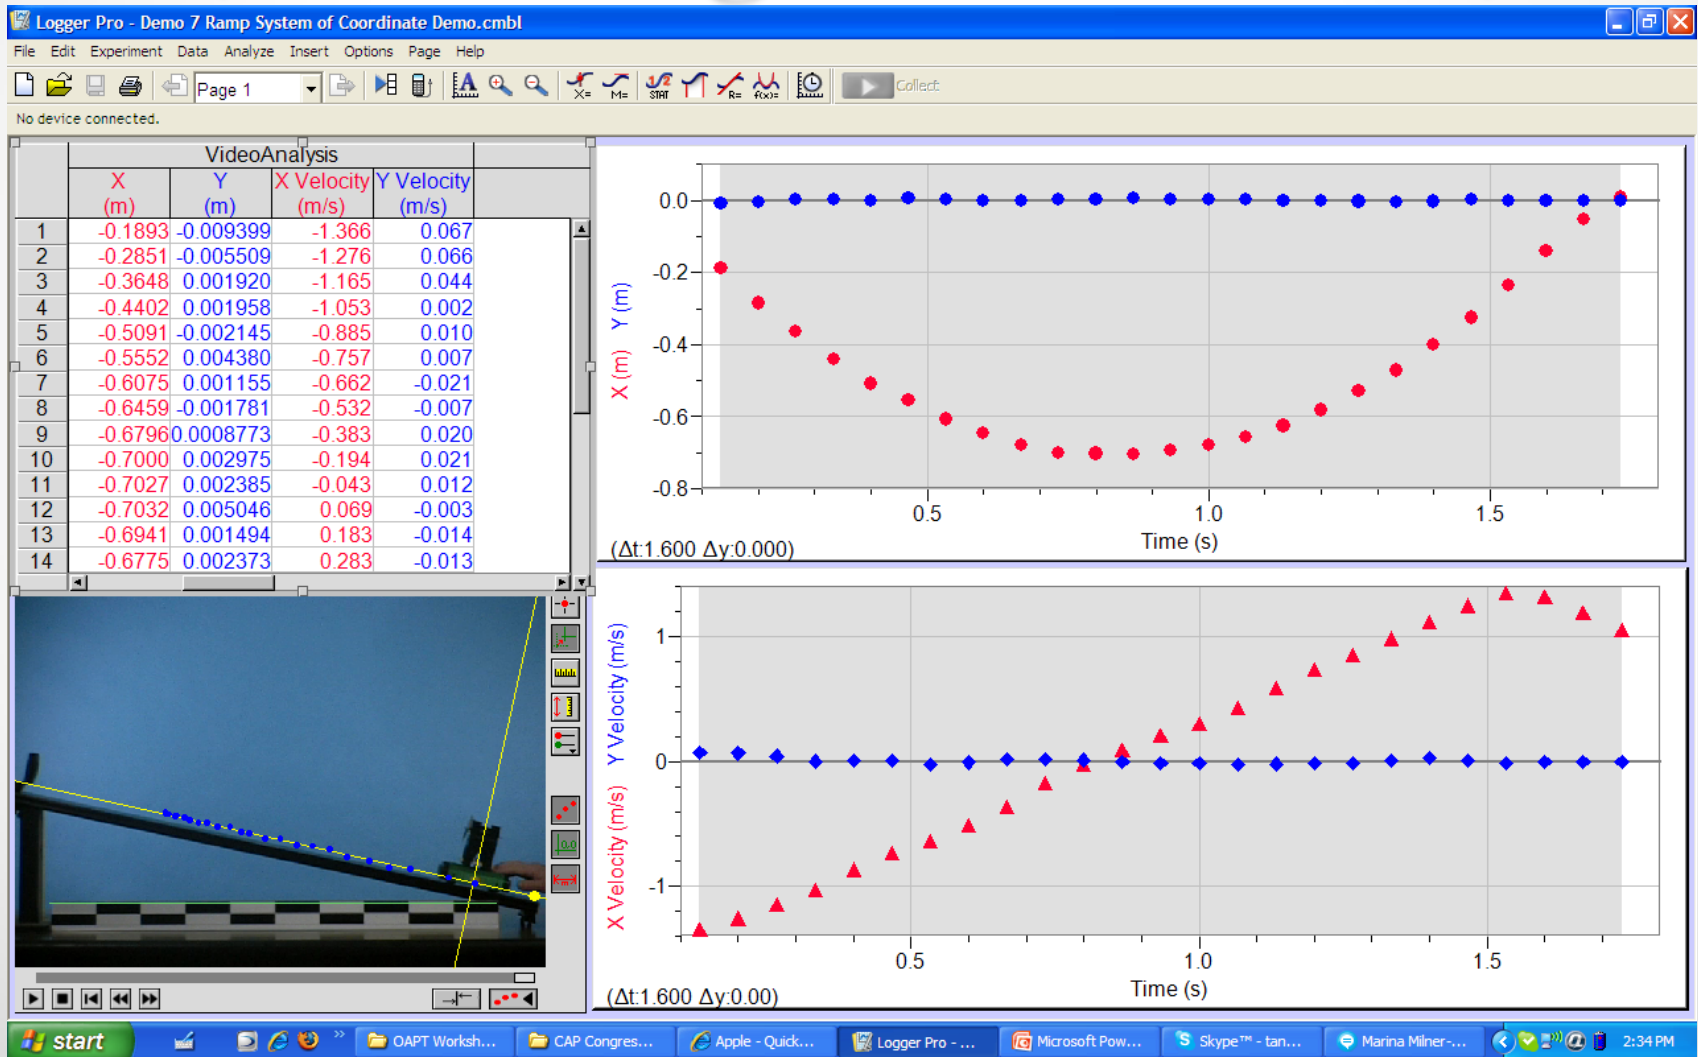 Logger Pro - Demo 7 Ramp System of Coordinate Demo.cmbl
File Edit Experiment Data Analyze Insert Options Page Help
Page 1 X= M= 1/2 STAT R= f(x)= Collect
No device connected.
VideoAnalysis
X Y X Velocity Y Velocity
(m) (m) (m/s) (m/s)
1 -0.1893 -0.009399 -1.366 0.067
2 -0.2851 -0.005509 -1.276 0.066
3 -0.3648 0.001920 -1.165 0.044
4 -0.4402 0.001958 -1.053 0.002
5 -0.5091 -0.002145 -0.885 0.010
6 -0.5552 0.004380 -0.757 0.007
7 -0.6075 0.001155 -0.662 -0.021
8 -0.6459 -0.001781 -0.532 -0.007
9 -0.6796 0.0008773 -0.383 0.020
10 -0.7000 0.002975 -0.194 0.021
11 -0.7027 0.002385 -0.043 0.012
12 -0.7032 0.005046 0.069 -0.003
13 -0.6941 0.001494 0.183 -0.014
14 -0.6775 0.002373 0.283 -0.013
X (m) Y (m)
0.0
-0.2
-0.4
-0.6
-0.8
0.5 1.0 1.5
Time (s)
(Δt:1.600 Δy:0.000)
X Velocity (m/s) Y Velocity (m/s)
1
0
-1
0.5 1.0 1.5
Time (s)
(Δt:1.600 Δy:0.00)
start OAPT Worksh... CAP Congres... Apple - Quick... Logger Pro - ... Microsoft Pow... Skype™ - tan... Marina Milner-... 2:34 PM